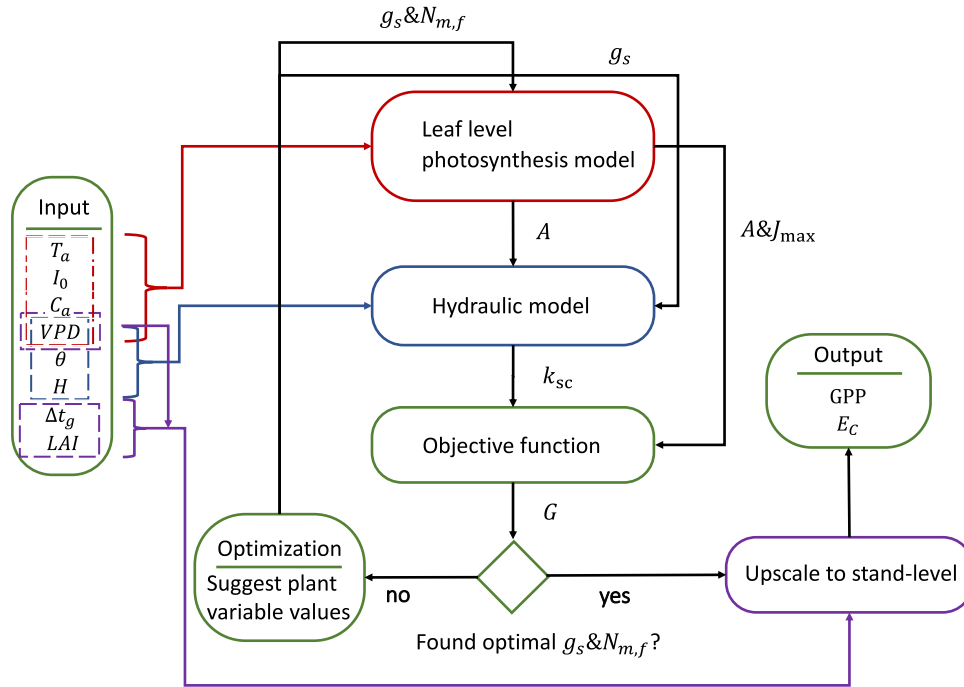 g_s&N_{m,f}
g_s
Leaf level
photosynthesis model
Input
T_a
I_0
C_a
VPD
θ
H
Δt_g
LAI
A
A&J_max
Hydraulic model
k_sc
Output
GPP
E_C
Objective function
G
Optimization
Suggest plant
variable values
no
yes
Upscale to stand-level
Found optimal g_s&N_{m,f}?